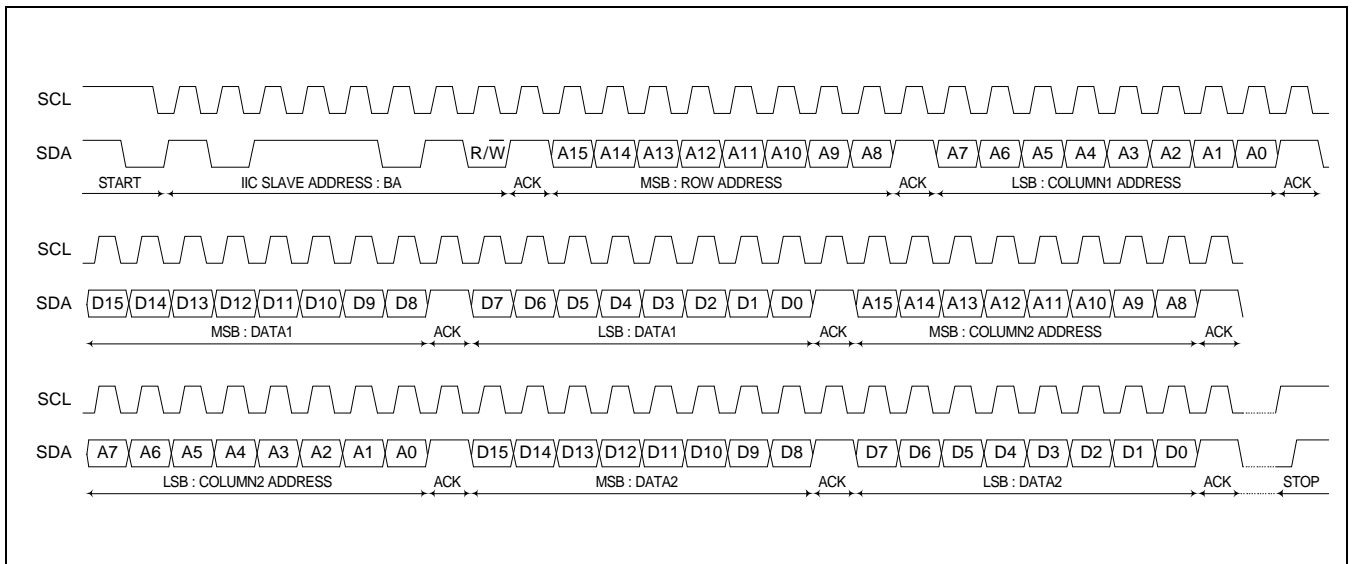 SCL
SDA R/W A15 A14 A13 A12 A11 A10 A9 A8 A7 A6 A5 A4 A3 A2 A1 A0
START IIC SLAVE ADDRESS : BA ACK MSB : ROW ADDRESS ACK LSB : COLUMN1 ADDRESS ACK
SCL
SDA D15 D14 D13 D12 D11 D10 D9 D8 D7 D6 D5 D4 D3 D2 D1 D0 A15 A14 A13 A12 A11 A10 A9 A8
MSB : DATA1 ACK LSB : DATA1 ACK MSB : COLUMN2 ADDRESS ACK
SCL
SDA A7 A6 A5 A4 A3 A2 A1 A0 D15 D14 D13 D12 D11 D10 D9 D8 D7 D6 D5 D4 D3 D2 D1 D0
LSB : COLUMN2 ADDRESS ACK MSB : DATA2 ACK LSB : DATA2 ACK STOP